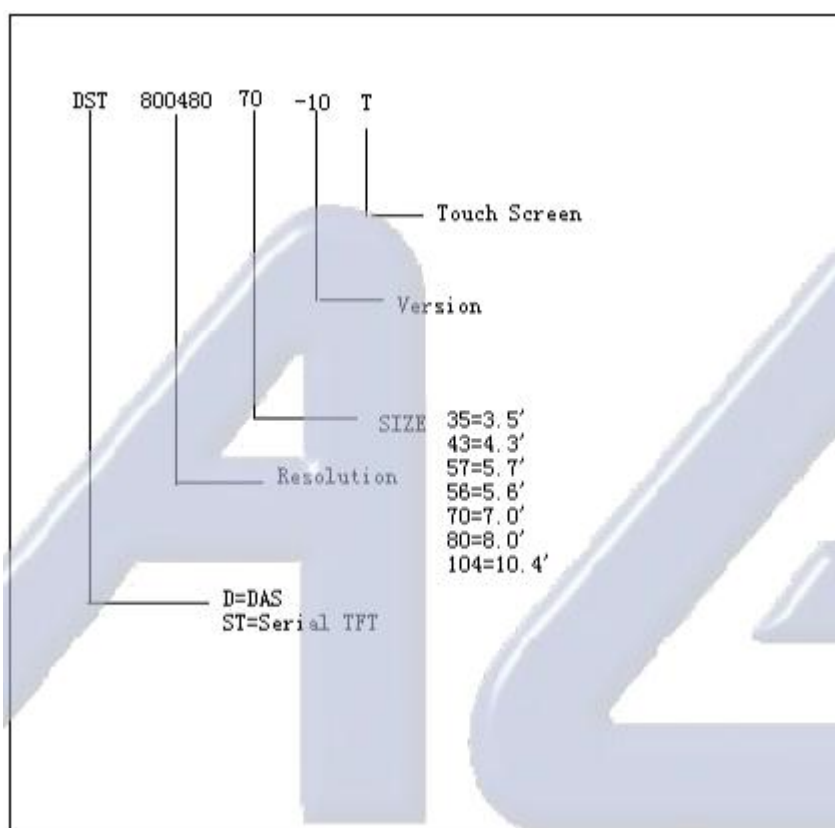 DST 800480 70 -10 T
Touch Screen
Version
SIZE 35=3.5′
43=4.3′
57=5.7′
56=5.6′
70=7.0′
80=8.0′
104=10.4′
Resolution
D=DAS
ST=Serial TFT